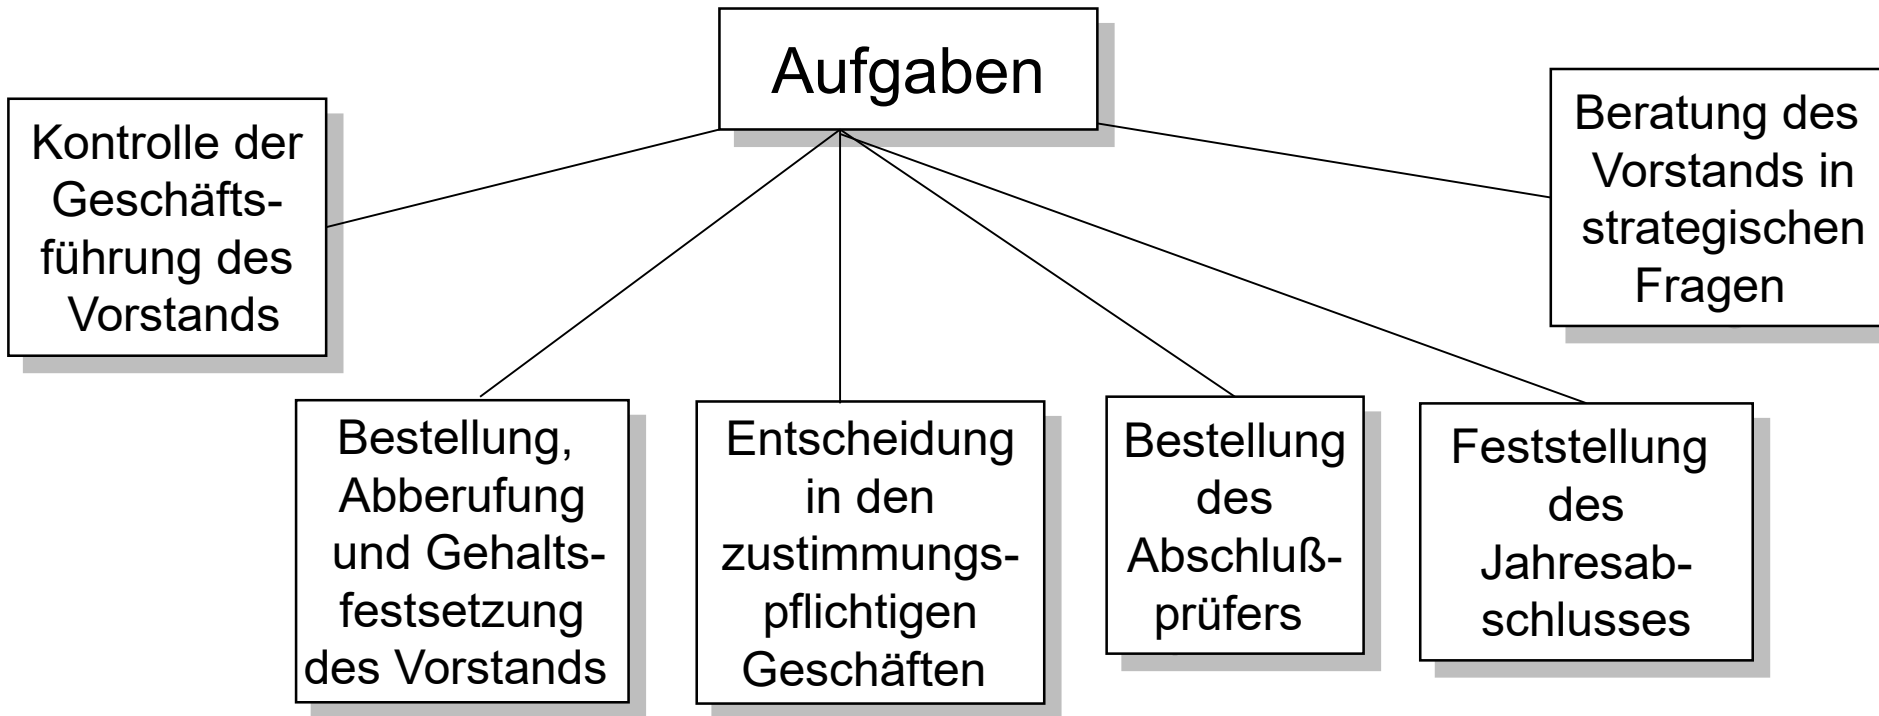 Aufgaben
Kontrolle der
Geschäfts-
führung des
Vorstands
Bestellung,
Abberufung
und Gehalts-
festsetzung
des Vorstands
Entscheidung
in den
zustimmungs-
pflichtigen
Geschäften
Bestellung
des
Abschluß-
prüfers
Feststellung
des
Jahresab-
schlusses
Beratung des
Vorstands in
strategischen
Fragen